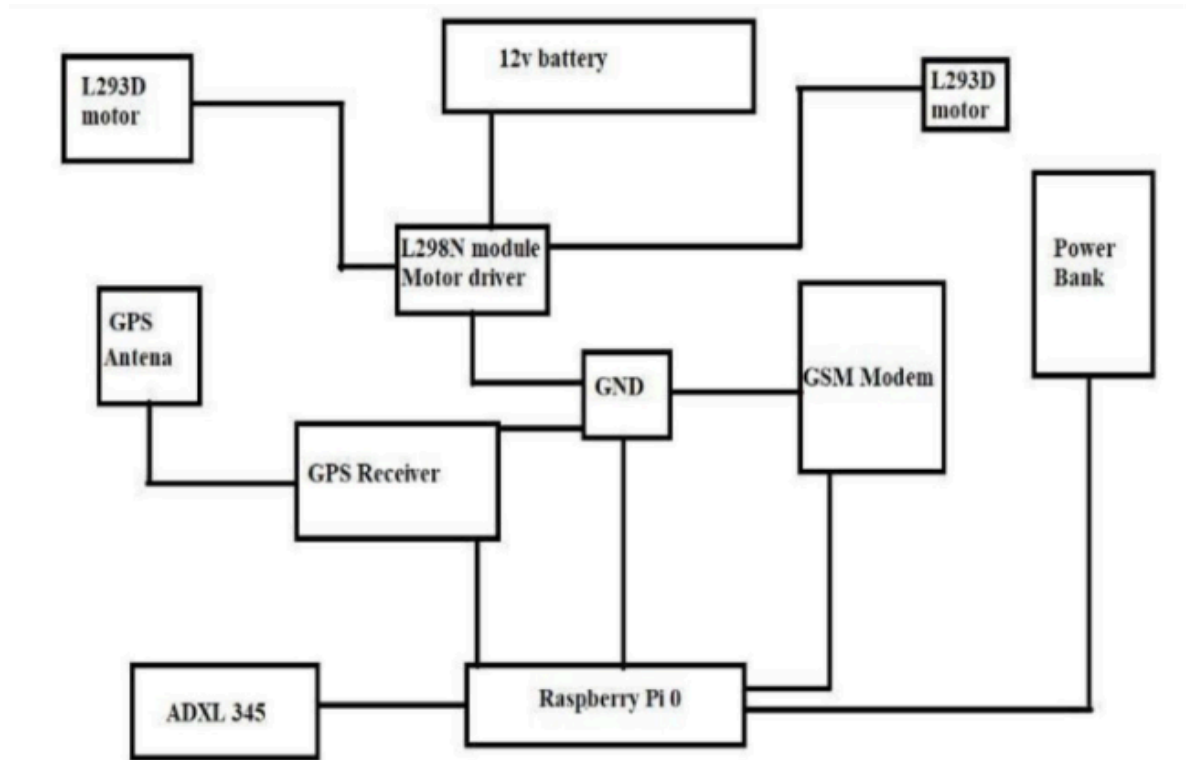 12v battery
L293D
motor
L293D
motor
L298N module
Motor driver
Power
Bank
GPS
Antena
GND
GSM Modem
GPS Receiver
ADXL 345
Raspberry Pi 0